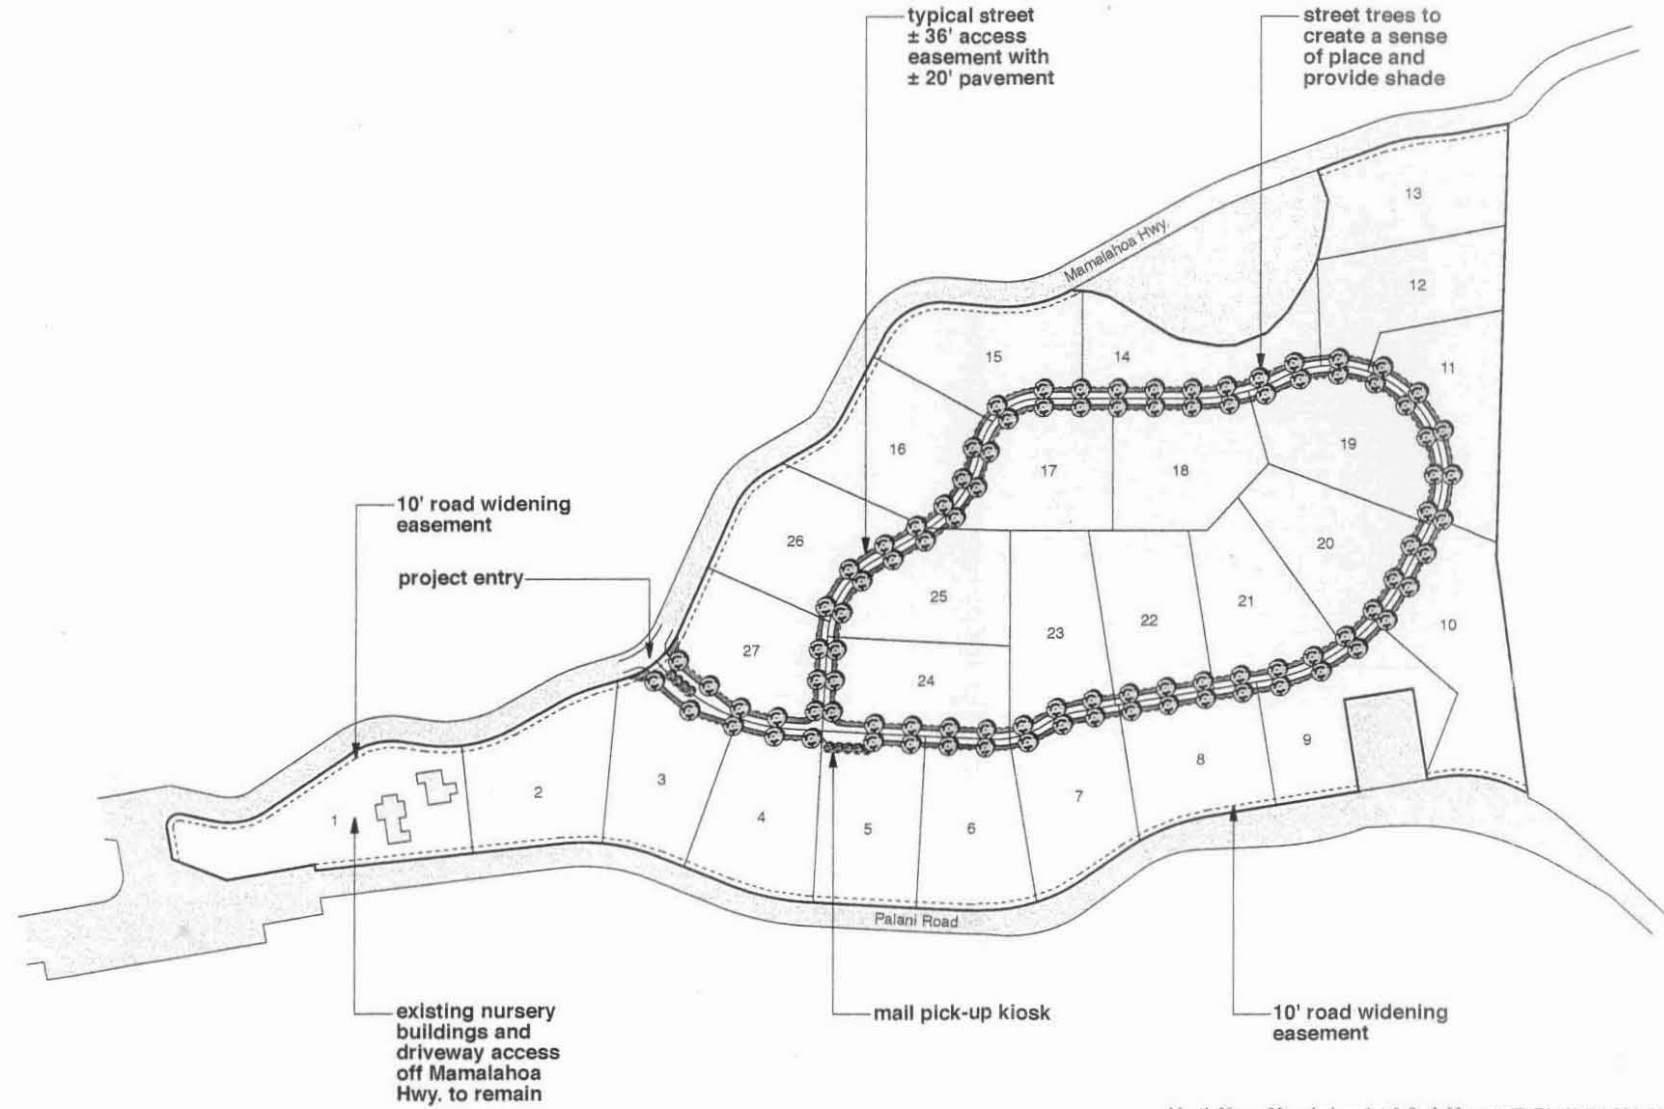 typical street
± 36' access
easement with
± 20' pavement
street trees to
create a sense
of place and
provide shade
13
Mamalahoa Hwy.
12
15
14
11
16
19
17
18
10' road widening
easement
26
20
project entry
25
21
22
10
23
27
24
9
8
3
2
7
1
4
5
6
Palani Road
existing nursery
buildings and
driveway access
off Mamalahoa
Hwy. to remain
mail pick-up kiosk
10' road widening
easement